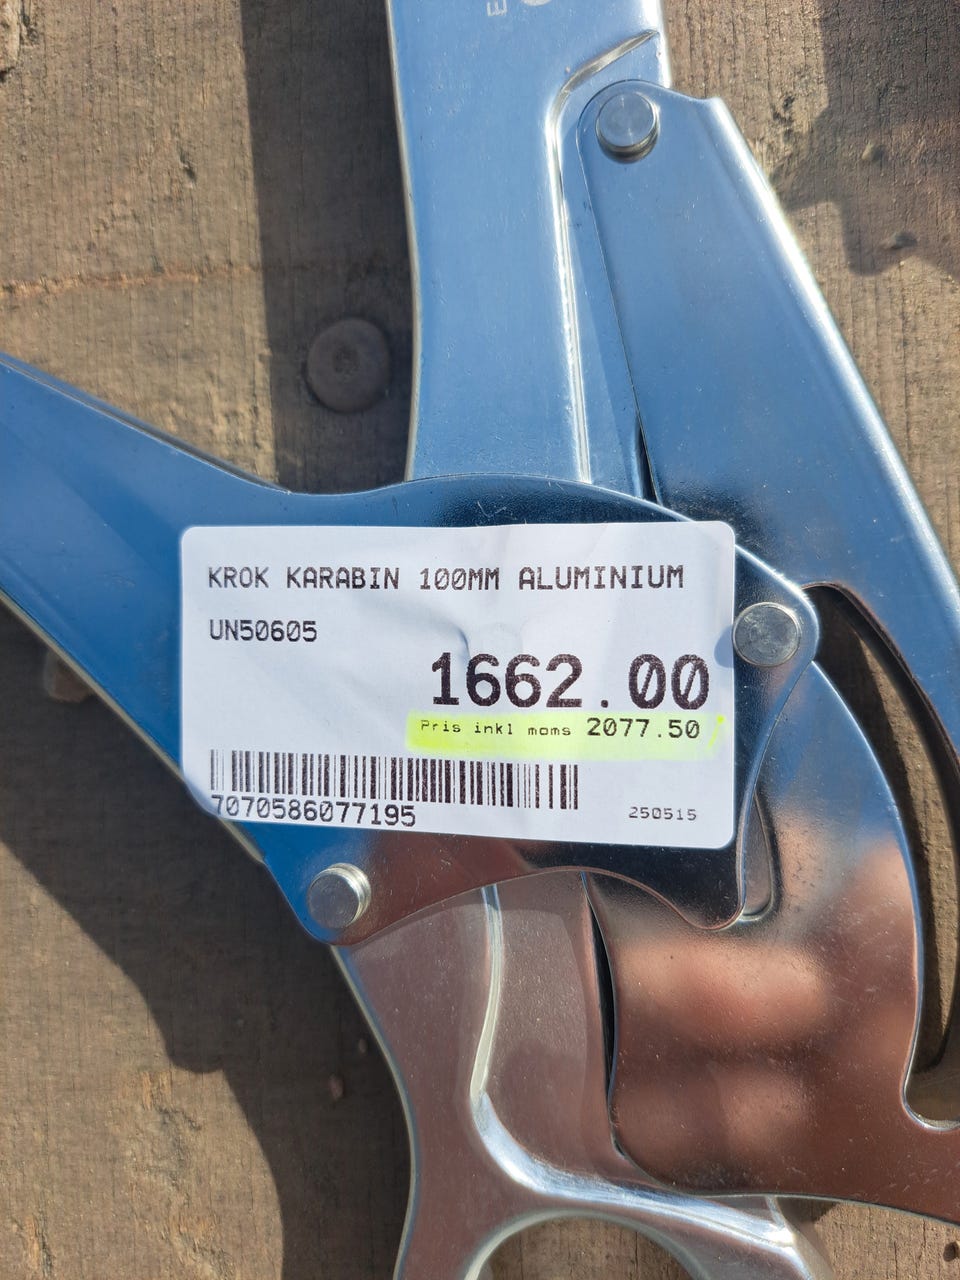 KROK KARABIN 100MM ALUMINIUM
UN50605
1662.00
Pris inkl moms 2077.50
7070586077195
250515